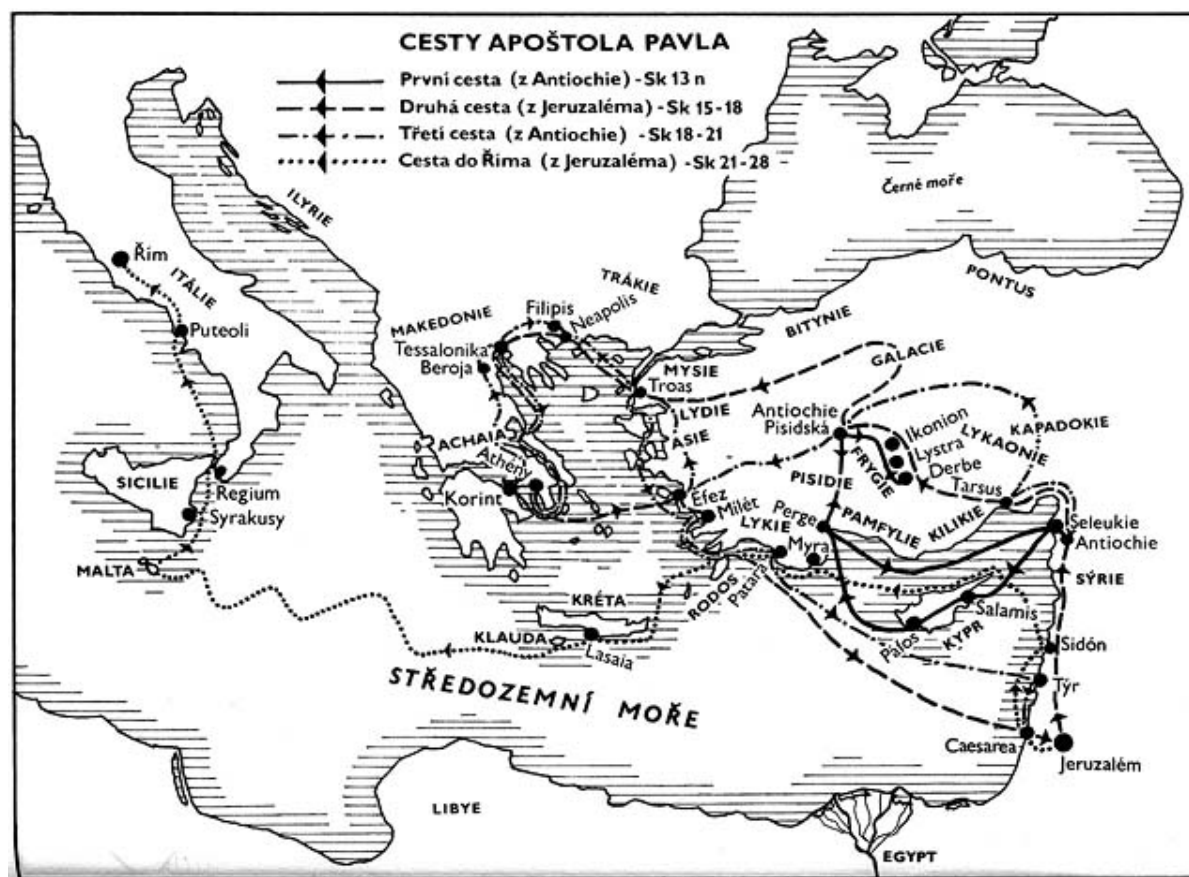 CESTY APOŠTOLA PAVLA
První cesta (z Antiochie) - Sk 13 n
Druhá cesta (z Jeruzaléma) - Sk 15-18
Třetí cesta (z Antiochie) - Sk 18-21
Cesta do Říma (z Jeruzaléma) - Sk 21-28
Černé moře
ILYRIE
Řím
ITÁLIE
Puteoli
TRÁKIE
PONTUS
Filipis
Neapolis
MAKEDONIE
BITYNIE
Tessalonika
Beroja
MYSIE
GALACIE
Troas
LYDIE
Antiochie
Pisidská
Ikonion
LYKAONIE
KAPADOKIE
ACHAIA
ASIE
Lystra
FRYGIE
Derbe
Athény
PISIDIE
Tarsus
SICILIE
Regium
Korint
Efez
Milét
Syrakusy
LYKIE
Perge
PAMFYLIE
KILIKIE
Seleukie
Antiochie
MALTA
Myra
SÝRIE
RODOS
Patara
KRÉTA
Salamis
KLAUDA
Lasaia
Páfos
KYPR
Sidón
STŘEDOZEMNÍ MOŘE
Týr
Caesarea
Jeruzalém
LIBYE
EGYPT